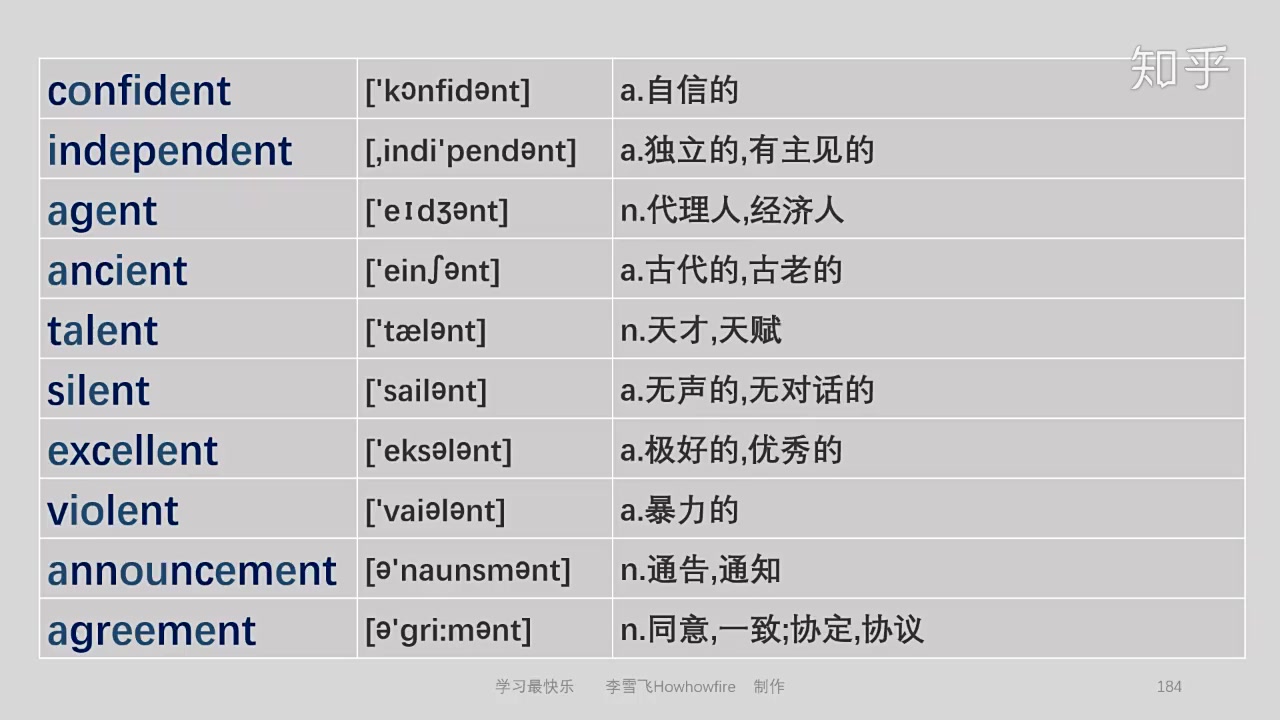 知乎
confident ['kɔnfidənt] a.自信的
independent [,indi'pendənt] a.独立的,有主见的
agent ['eɪdʒənt] n.代理人,经济人
ancient ['einʃənt] a.古代的,古老的
talent ['tælənt] n.天才,天赋
silent ['sailənt] a.无声的,无对话的
excellent ['eksələnt] a.极好的,优秀的
violent ['vaiələnt] a.暴力的
announcement [ə'naunsmənt] n.通告,通知
agreement [ə'gri:mənt] n.同意,一致;协定,协议
学习最快乐 李雪飞Howhowfire 制作 184